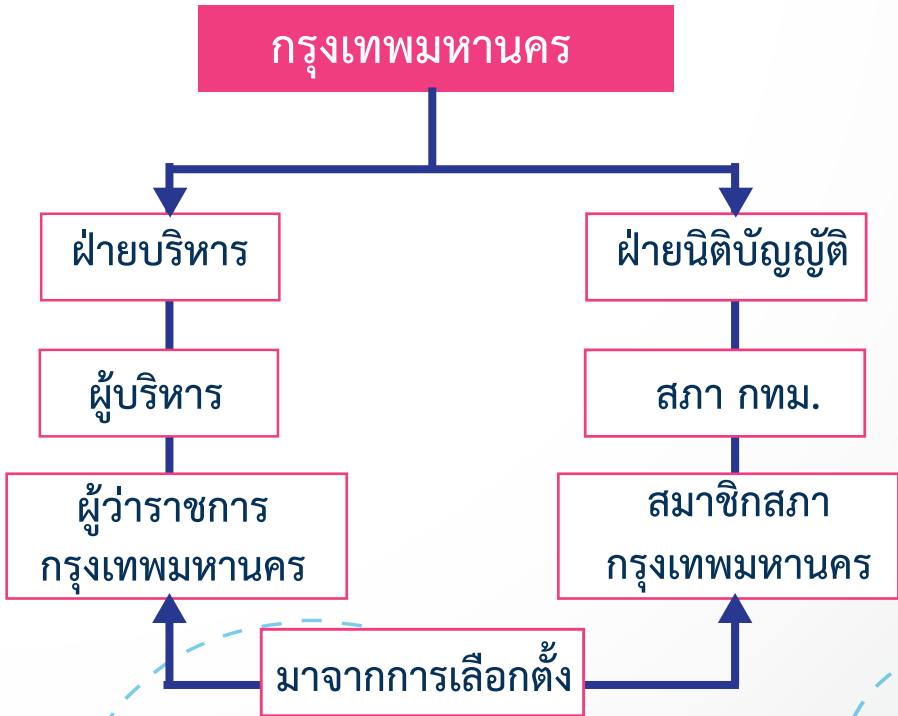 กรุงเทพมหานคร
ฝ่ายบริหาร
ฝ่ายนิติบัญญัติ
ผู้บริหาร
สภา กทม.
ผู้ว่าราชการ
กรุงเทพมหานคร
สมาชิกสภา
กรุงเทพมหานคร
มาจากการเลือกตั้ง